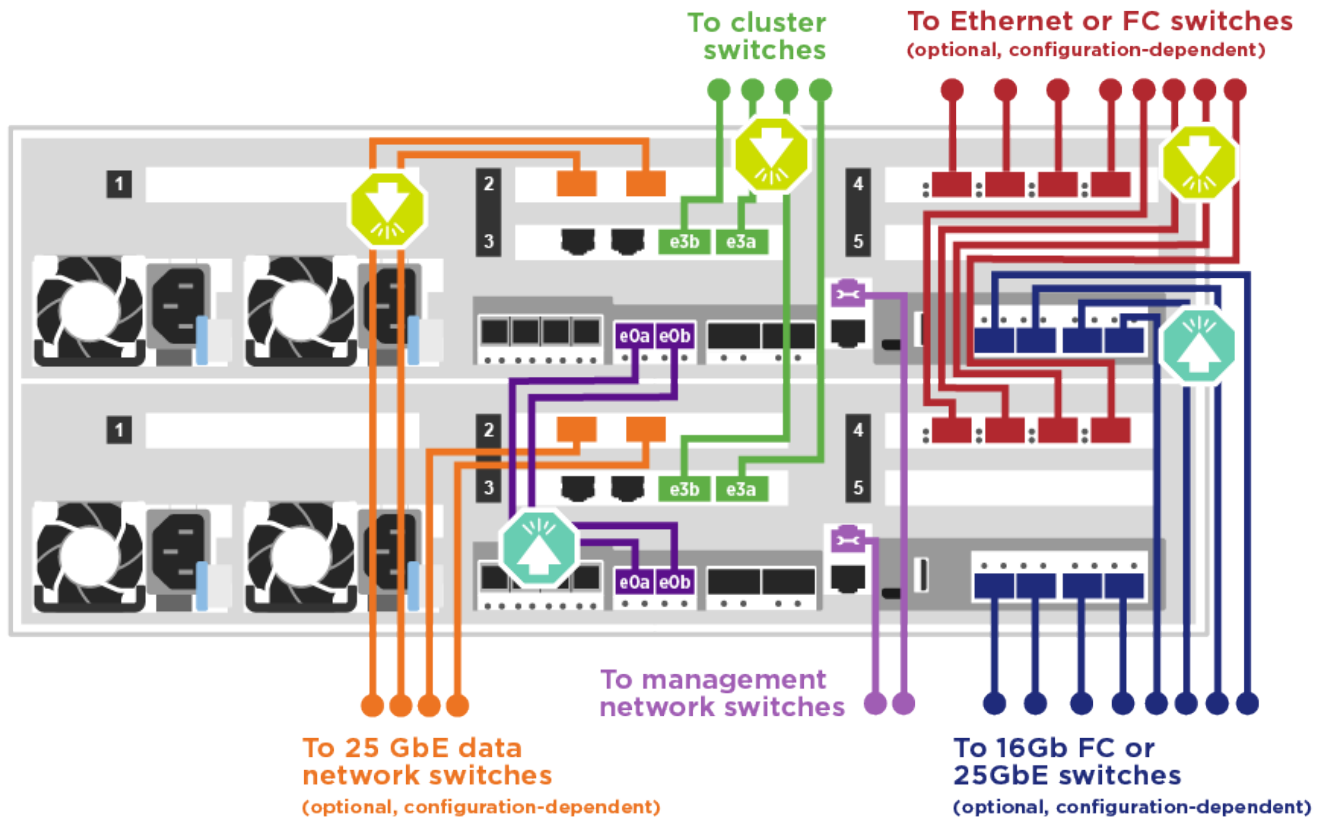 To cluster
switches
To Ethernet or FC switches
(optional, configuration-dependent)
1
2
4
3
e3b
e3a
5
e0a
e0b
1
2
4
3
e3b
e3a
5
e0a
e0b
To management
network switches
To 25 GbE data
network switches
(optional, configuration-dependent)
To 16Gb FC or
25GbE switches
(optional, configuration-dependent)